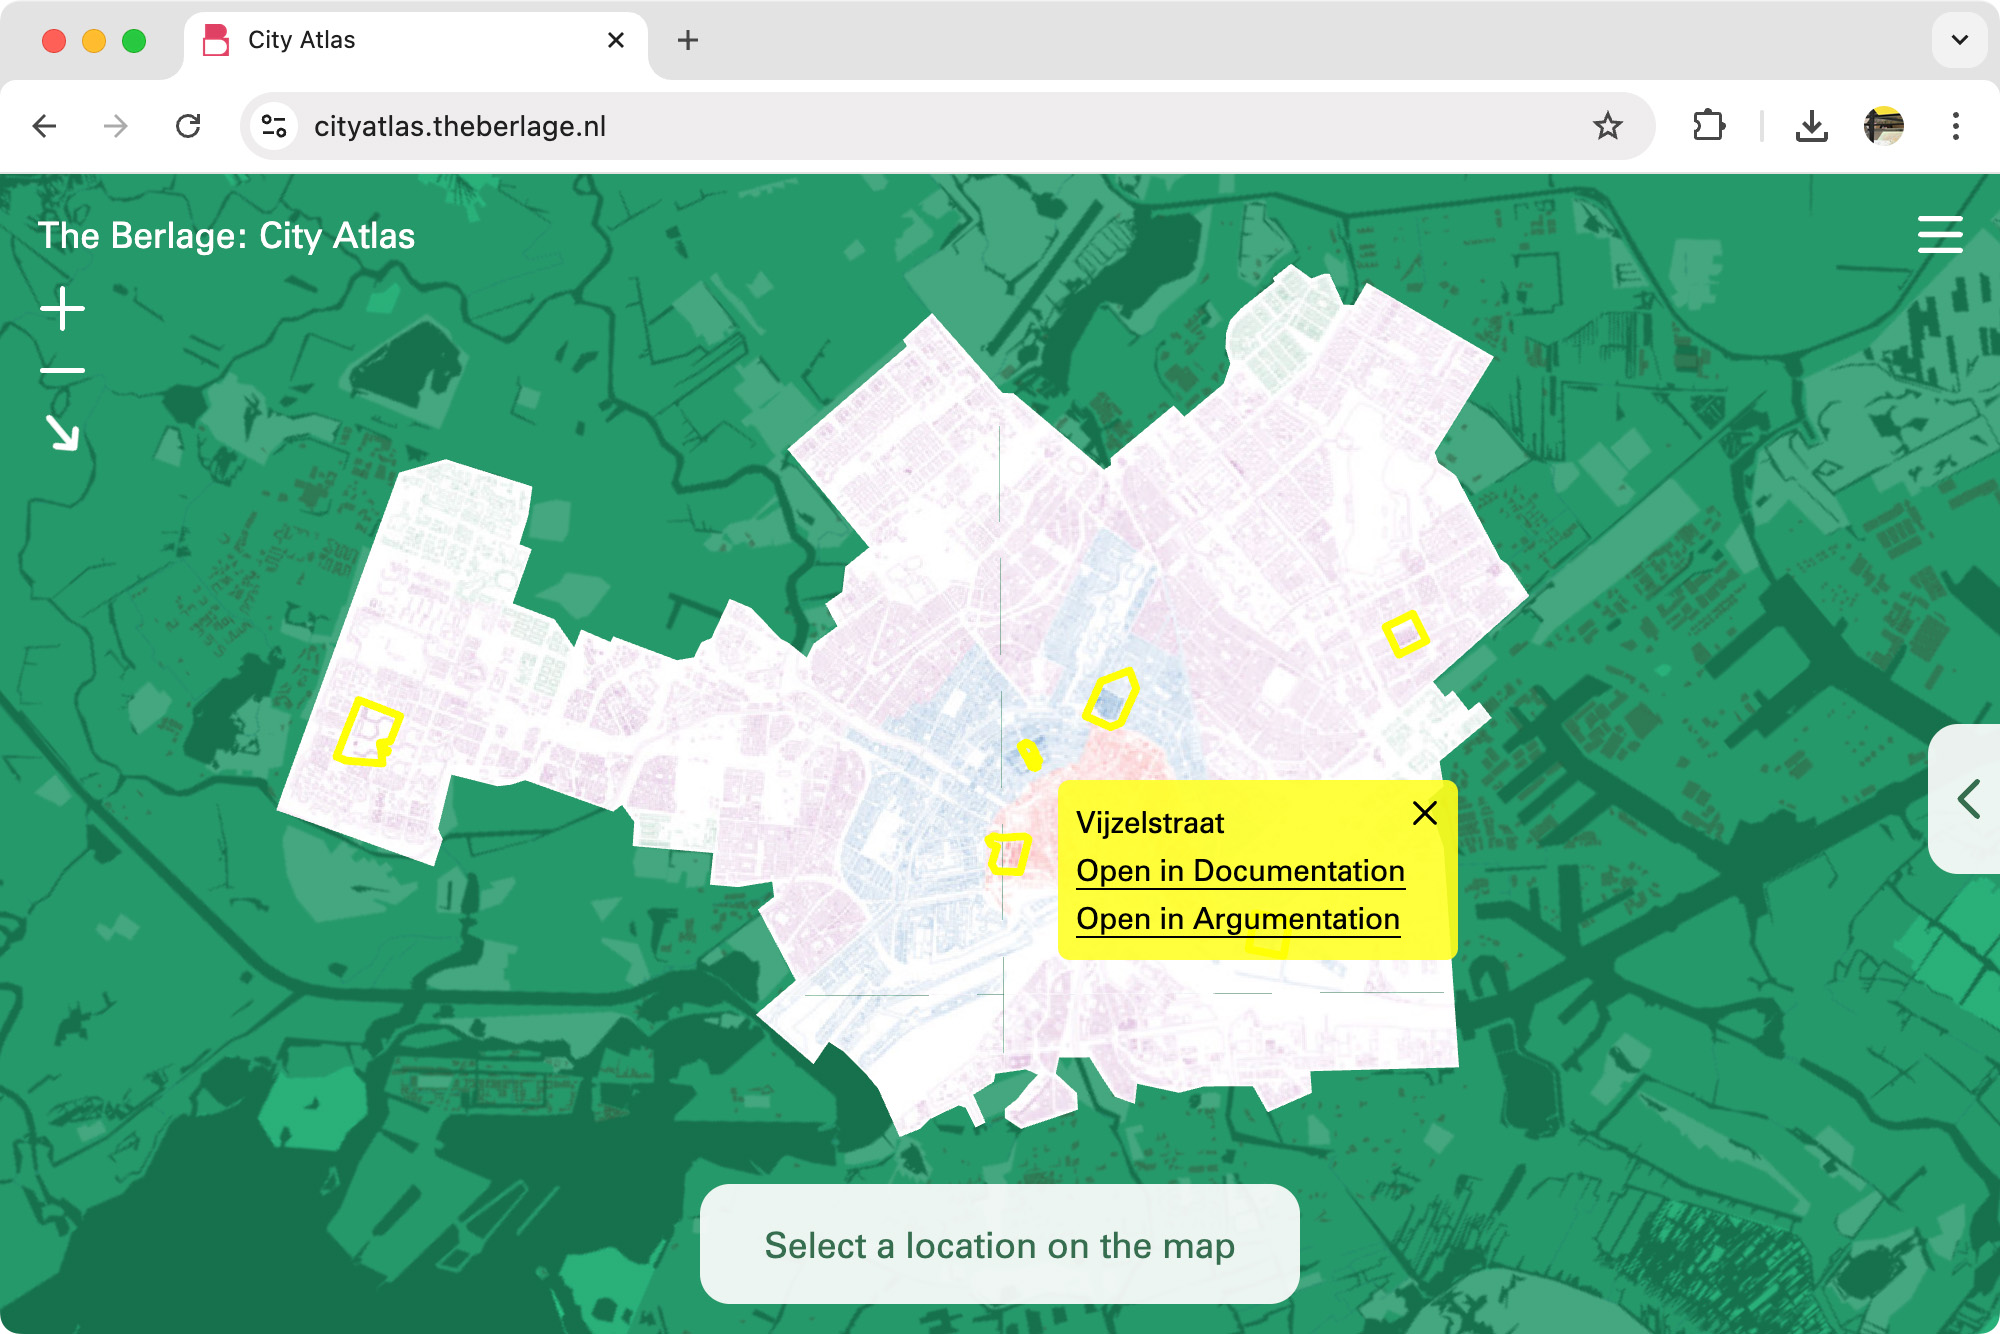 City Atlas
cityatlas.theberlage.nl
The Berlage: City Atlas
Vijzelstraat
Open in Documentation
Open in Argumentation
Select a location on the map